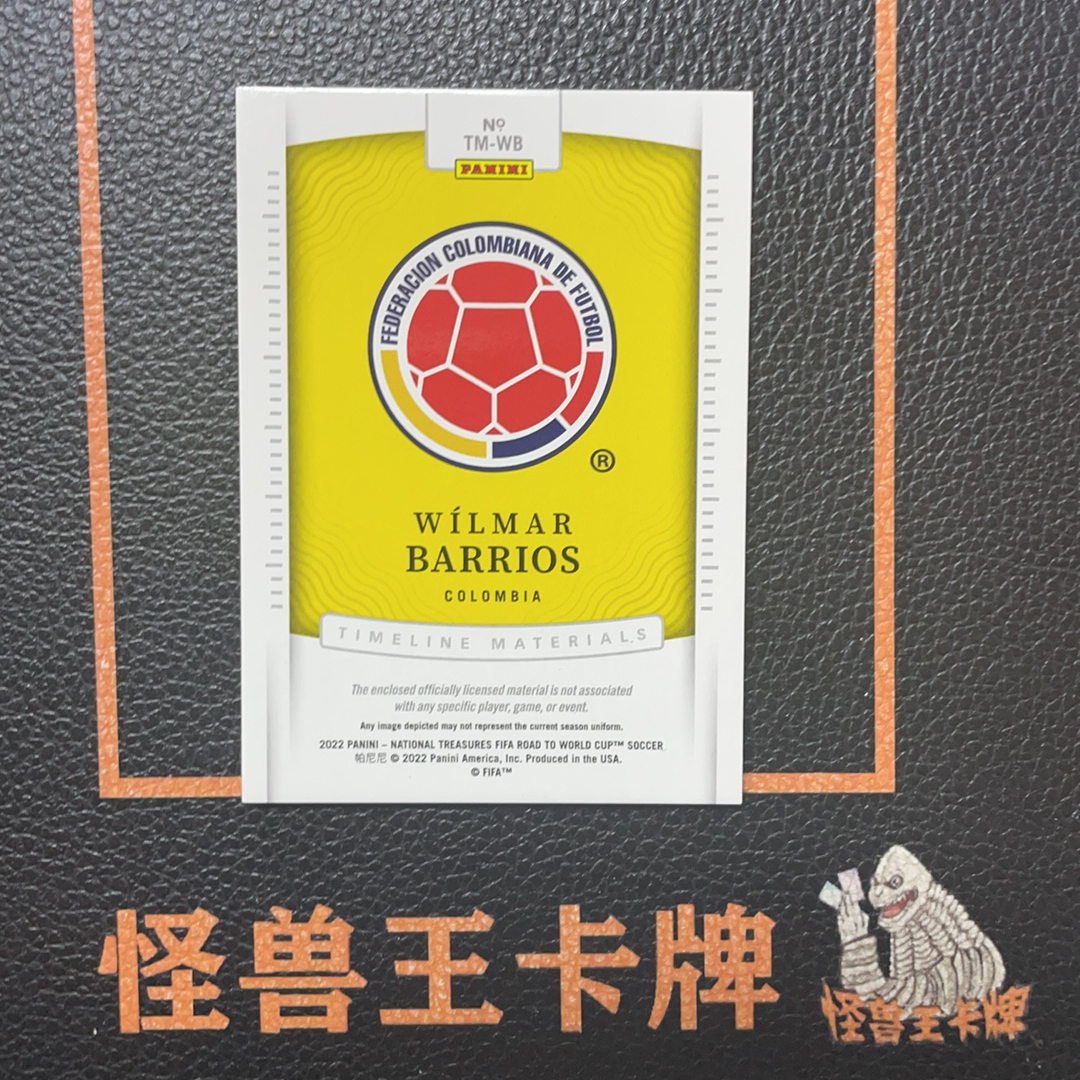 Nº
TM-WB
PANINI
FEDERACION COLOMBIANA DE FUTBOL
®
WÍLMAR
BARRIOS
COLOMBIA
TIMELINE MATERIALS
The enclosed officially licensed material is not associated
with any specific player, game, or event.
Any image depicted may not represent the current season uniform.
2022 PANINI – NATIONAL TREASURES FIFA ROAD TO WORLD CUP™ SOCCER
帕尼尼 © 2022 Panini America, Inc. Produced in the USA.
© FIFA™
怪兽王卡牌
怪兽王卡牌